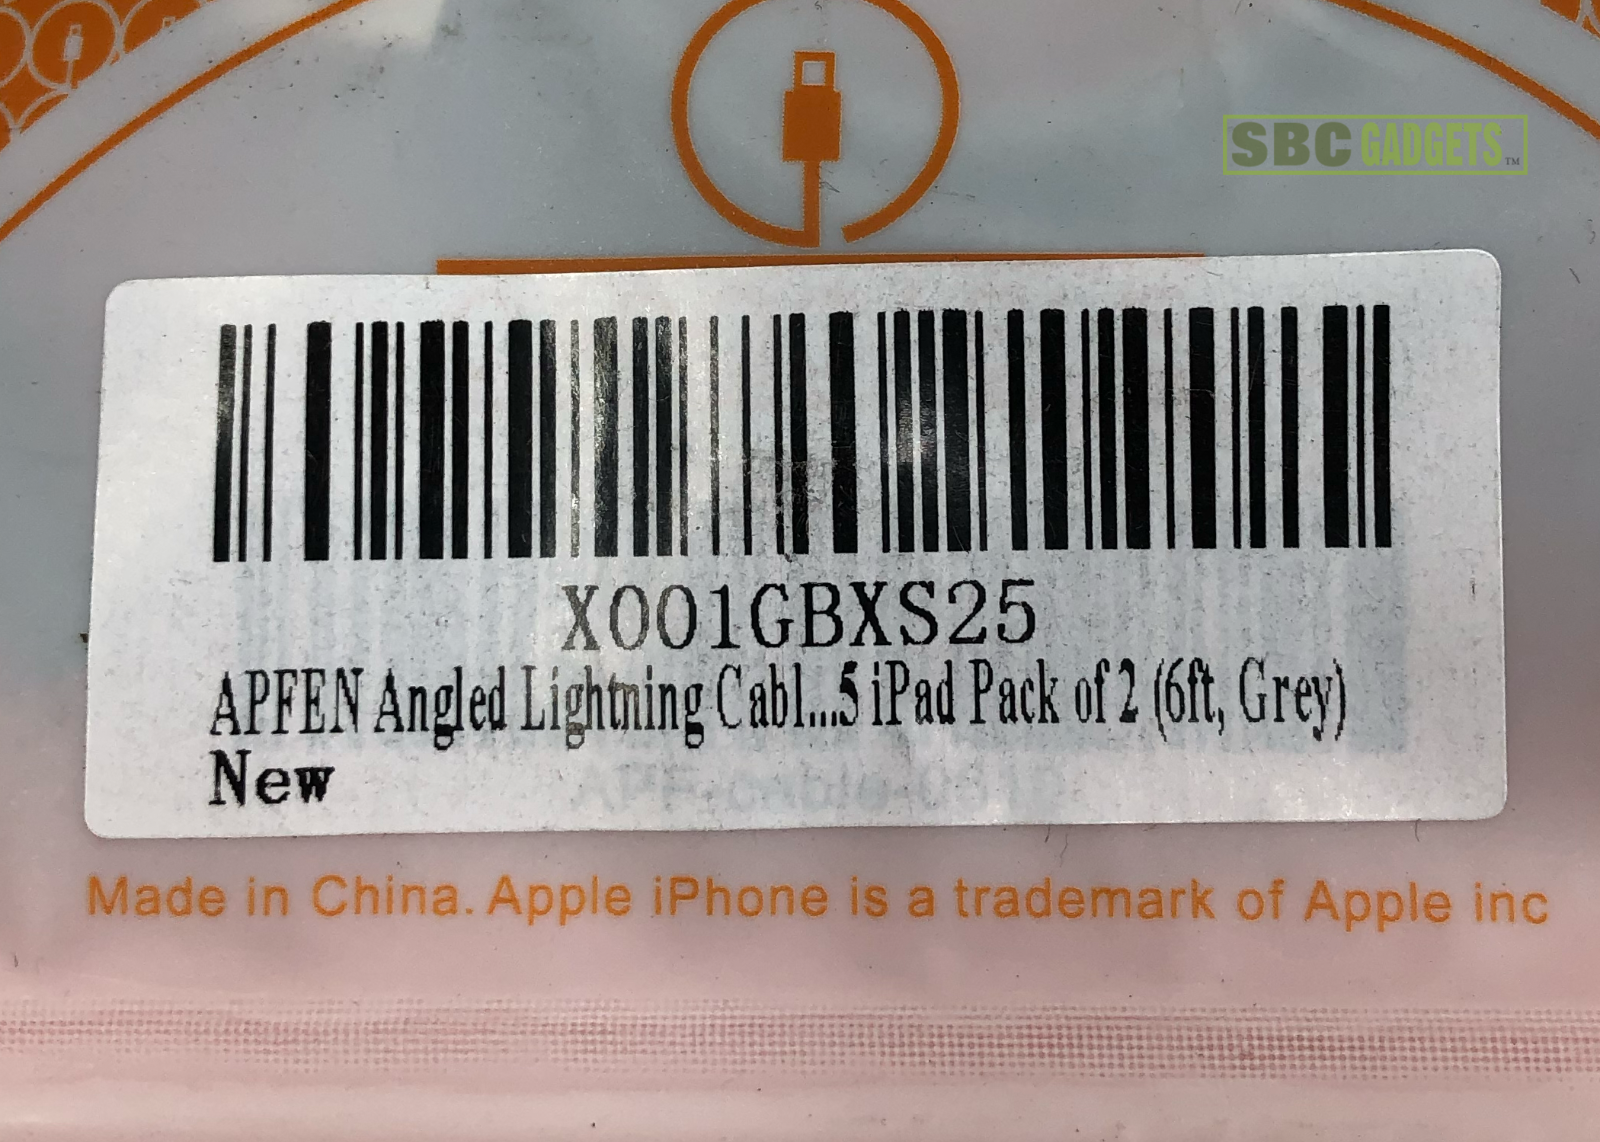 SBC GADGETS™
X001GBXS25
APFEN Angled Lightning Cabl...5 iPad Pack of 2 (6ft, Grey)
New
Made in China. Apple iPhone is a trademark of Apple inc